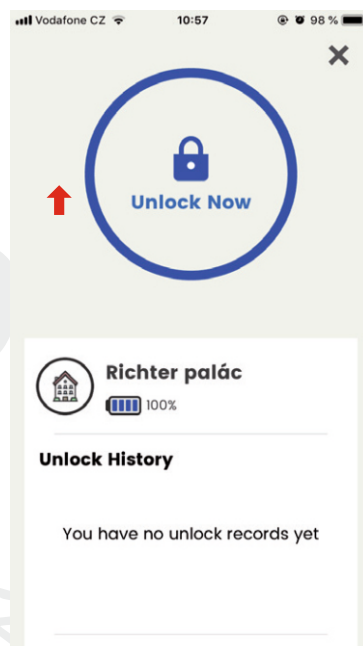 Vodafone CZ 10:57 98 %
Unlock Now
Richter palác
100%
Unlock History
You have no unlock records yet